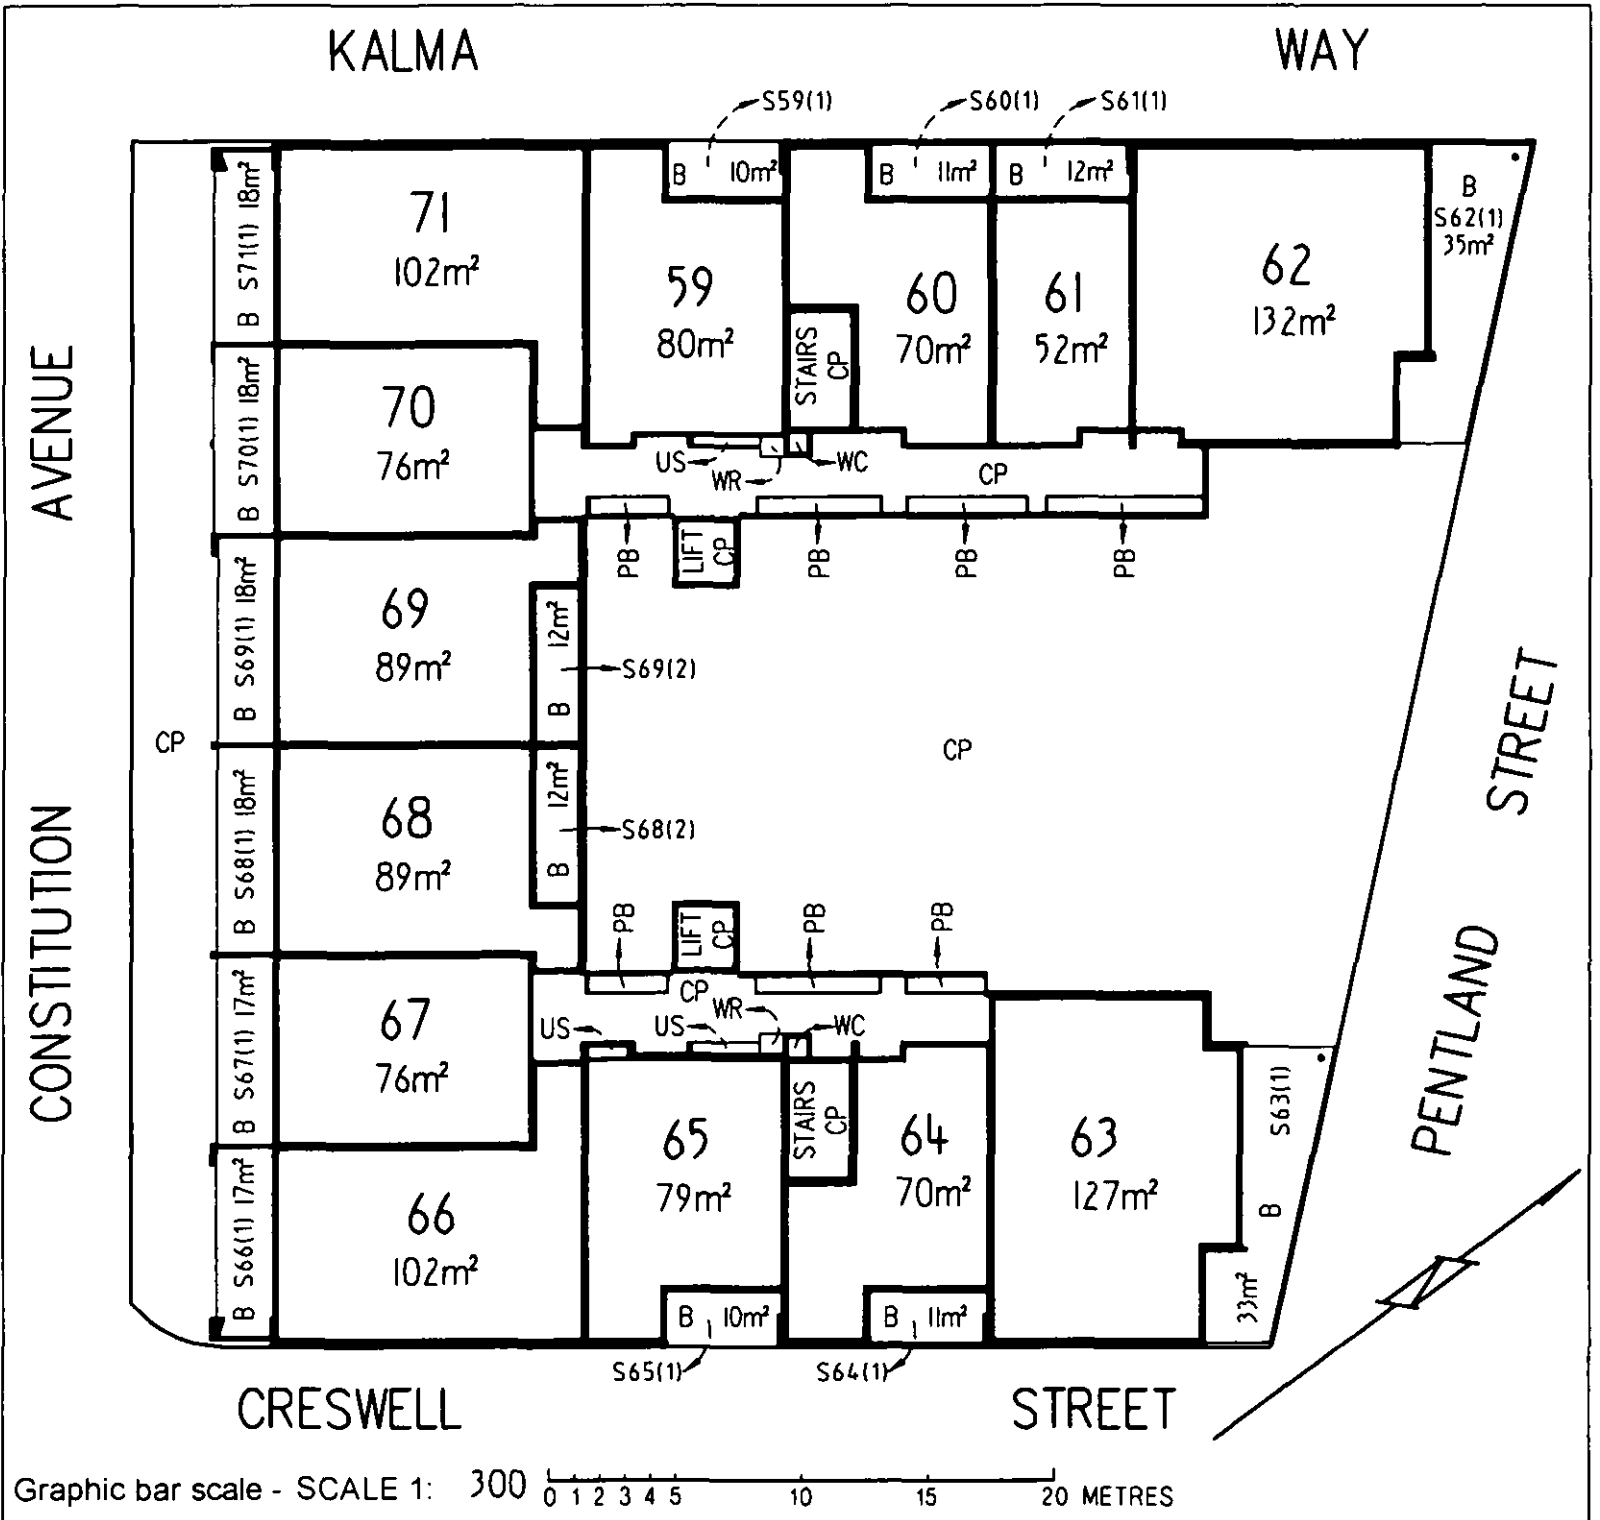 KALMA WAY
S59(1) S60(1) S61(1)
B 10m²
B 11m²
B 12m²
B
S62(1)
35m²
B S71(1) 18m²
71
102m²
59
80m²
60
70m²
61
52m²
62
132m²
STAIRS
CP
B S70(1) 18m²
70
76m²
US
WR
WC
CP
PB
LIFT
CP
PB
PB
PB
B S69(1) 18m²
69
89m²
B 12m²
S69(2)
CP
CP
B S68(1) 18m²
68
89m²
B 12m²
S68(2)
PB
LIFT
CP
PB
PB
CP
WR
US
US
WC
B S67(1) 17m²
67
76m²
65
79m²
STAIRS
CP
64
70m²
63
127m²
B S63(1)
33m²
B S66(1) 17m²
66
102m²
B 10m²
B 11m²
S65(1)
S64(1)
CONSTITUTION AVENUE
PENTLAND STREET
CRESWELL STREET
Graphic bar scale - SCALE 1: 300
0 1 2 3 4 5 10 15 20 METRES